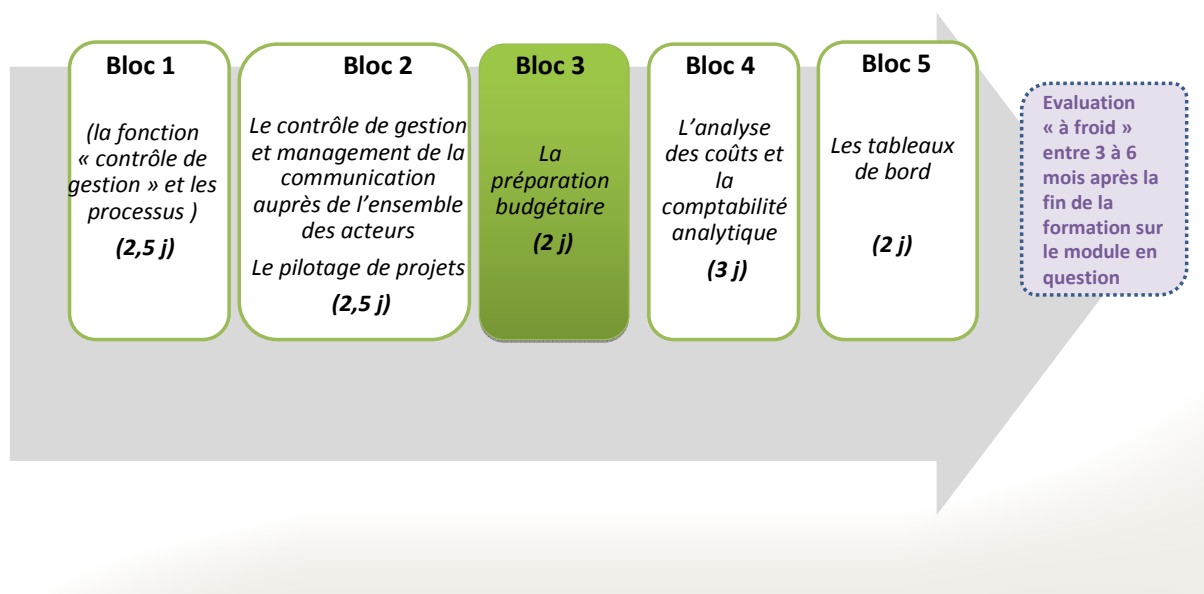 Bloc 1
(la fonction
« contrôle de
gestion » et les
processus )
(2,5 j)
Bloc 2
Le contrôle de gestion
et management de la
communication
auprès de l’ensemble
des acteurs
Le pilotage de projets
(2,5 j)
Bloc 3
La
préparation
budgétaire
(2 j)
Bloc 4
L’analyse
des coûts et
la
comptabilité
analytique
(3 j)
Bloc 5
Les tableaux
de bord
(2 j)
Evaluation
« à froid »
entre 3 à 6
mois après la
fin de la
formation sur
le module en
question